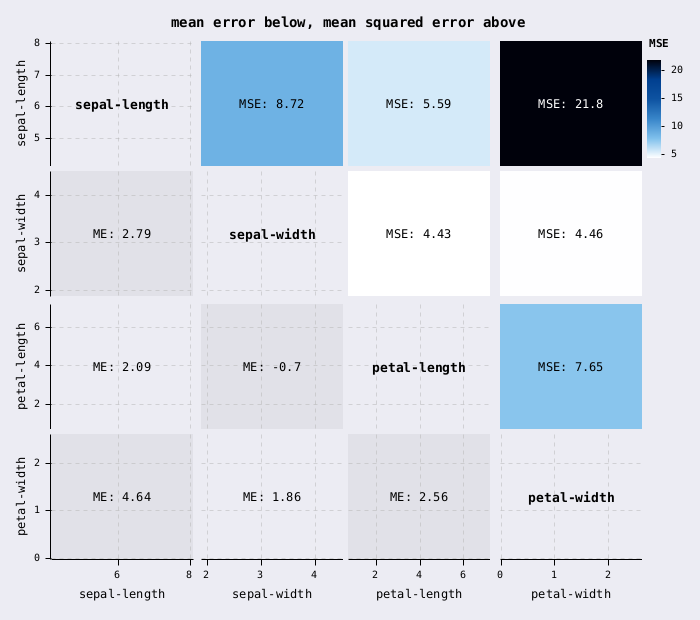 mean error below, mean squared error above
MSE
8
7
6
5
sepal-length
sepal-length
MSE: 8.72
MSE: 5.59
MSE: 21.8
20
15
10
5
4
3
2
sepal-width
ME: 2.79
sepal-width
MSE: 4.43
MSE: 4.46
6
4
2
petal-length
ME: 2.09
ME: -0.7
petal-length
MSE: 7.65
2
1
0
petal-width
ME: 4.64
ME: 1.86
ME: 2.56
petal-width
6 8 2 3 4 2 4 6 0 1 2
sepal-length sepal-width petal-length petal-width